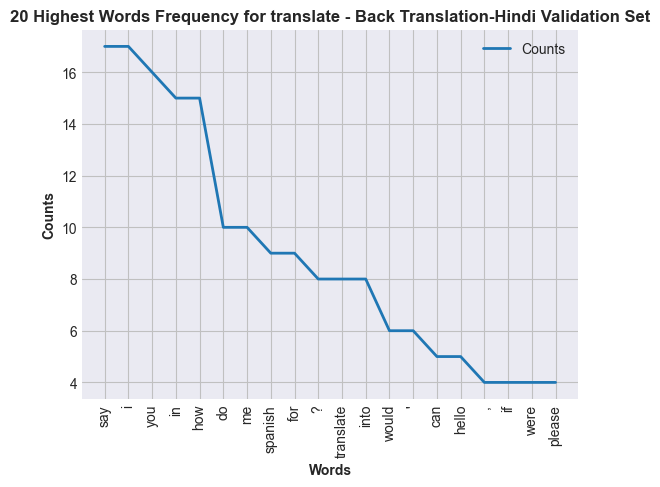 20 Highest Words Frequency for translate - Back Translation-Hindi Validation Set
Counts
16
14
12
10
8
6
4
Counts
say
i
you
in
how
do
me
spanish
for
?
translate
into
would
'
can
hello
,
if
were
please
Words